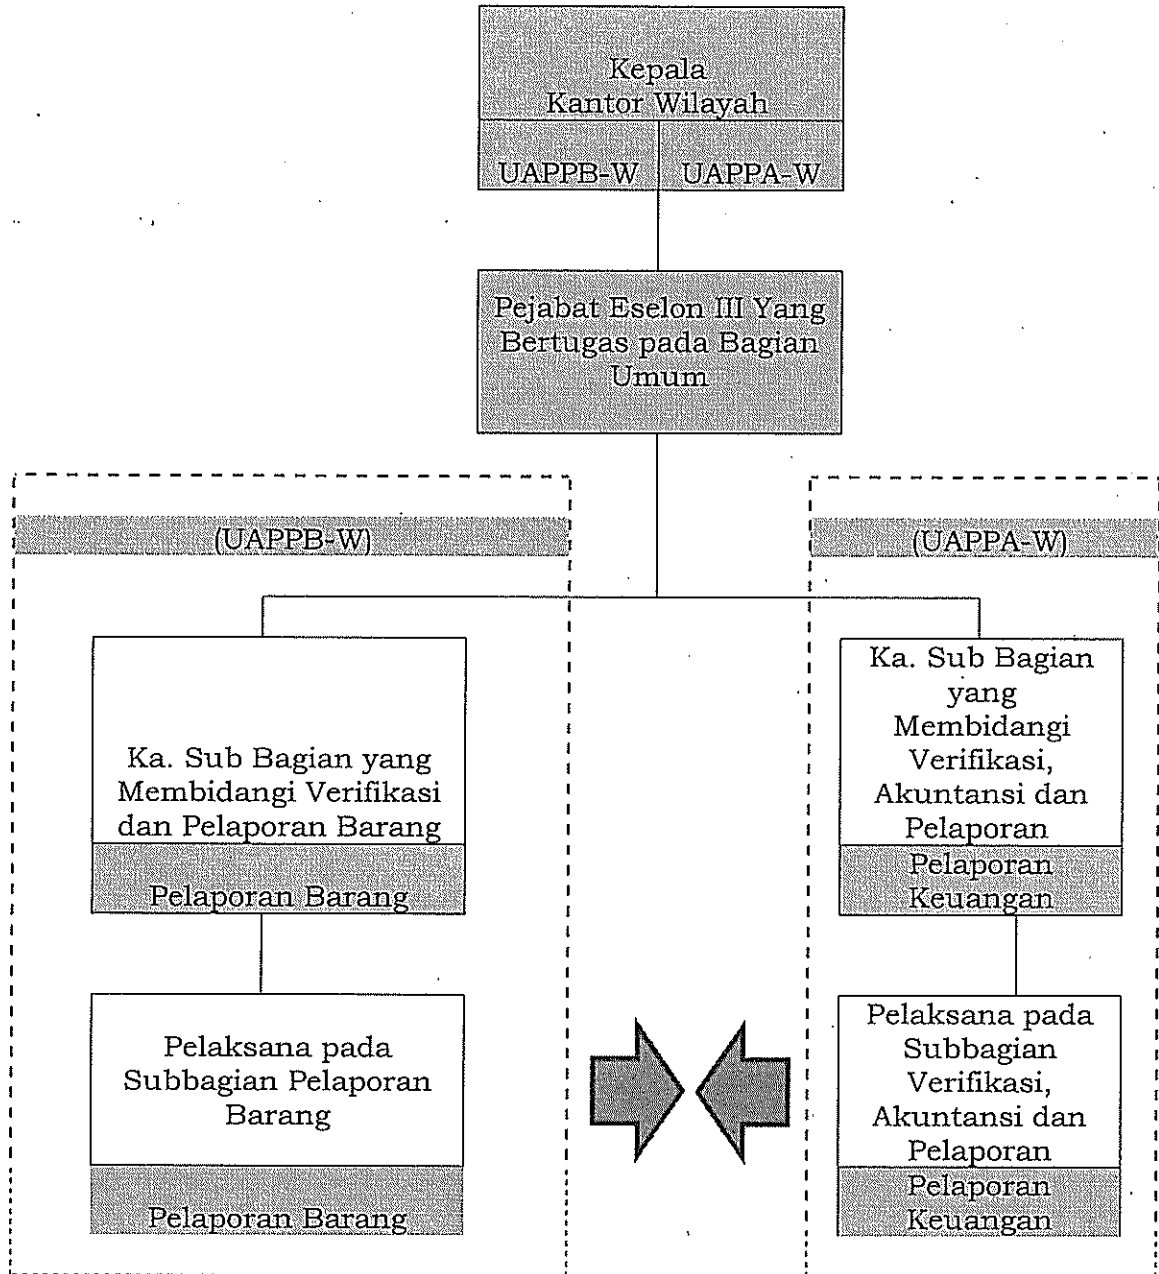 Kepala
Kantor Wilayah
UAPPB-W UAPPA-W
Pejabat Eselon III Yang
Bertugas pada Bagian
Umum
(UAPPB-W)
(UAPPA-W)
Ka. Sub Bagian yang
Membidangi Verifikasi
dan Pelaporan Barang
Pelaporan Barang
Ka. Sub Bagian
yang
Membidangi
Verifikasi,
Akuntansi dan
Pelaporan
Pelaporan
Keuangan
Pelaksana pada
Subbagian Pelaporan
Barang
Pelaporan Barang
Pelaksana pada
Subbagian
Verifikasi,
Akuntansi dan
Pelaporan
Pelaporan
Keuangan